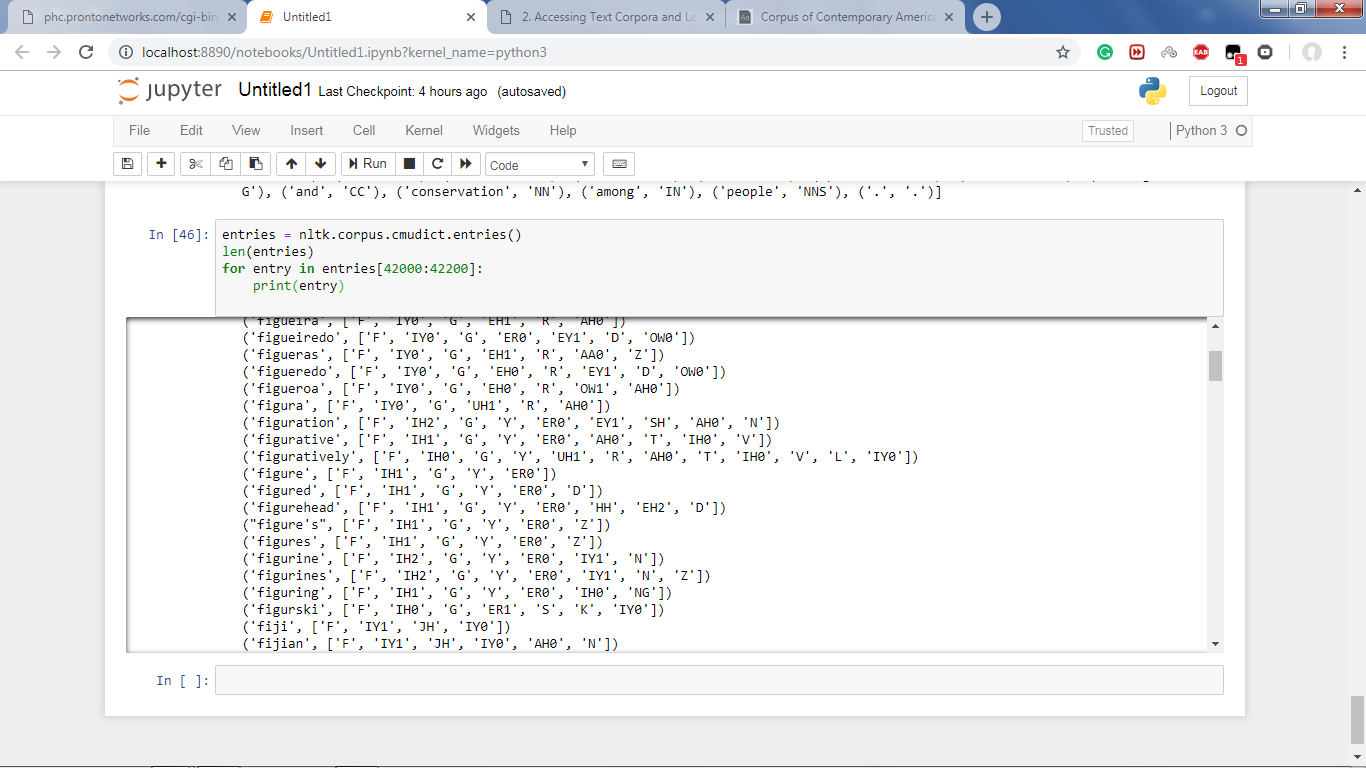 phc.prontonetworks.com/cgi-bin
Untitled1
2. Accessing Text Corpora and Le
Corpus of Contemporary America
localhost:8890/notebooks/Untitled1.ipynb?kernel_name=python3
EAB
1
jupyter Untitled1 Last Checkpoint: 4 hours ago (autosaved)
Logout
File Edit View Insert Cell Kernel Widgets Help
Trusted
Python 3
Run
Code
G'), ('and', 'CC'), ('conservation', 'NN'), ('among', 'IN'), ('people', 'NNS'), ('.', '.')]
In [46]: entries = nltk.corpus.cmudict.entries()
len(entries)
for entry in entries[42000:42200]:
print(entry)
('figueira', ['F', 'IY0', 'G', 'EH1', 'R', 'AH0'])
('figueiredo', ['F', 'IY0', 'G', 'ER0', 'EY1', 'D', 'OW0'])
('figueras', ['F', 'IY0', 'G', 'EH1', 'R', 'AA0', 'Z'])
('figueredo', ['F', 'IY0', 'G', 'EH0', 'R', 'EY1', 'D', 'OW0'])
('figueroa', ['F', 'IY0', 'G', 'EH0', 'R', 'OW1', 'AH0'])
('figura', ['F', 'IY0', 'G', 'UH1', 'R', 'AH0'])
('figuration', ['F', 'IH2', 'G', 'Y', 'ER0', 'EY1', 'SH', 'AH0', 'N'])
('figurative', ['F', 'IH1', 'G', 'Y', 'ER0', 'AH0', 'T', 'IH0', 'V'])
('figuratively', ['F', 'IH0', 'G', 'Y', 'UH1', 'R', 'AH0', 'T', 'IH0', 'V', 'L', 'IY0'])
('figure', ['F', 'IH1', 'G', 'Y', 'ER0'])
('figured', ['F', 'IH1', 'G', 'Y', 'ER0', 'D'])
('figurehead', ['F', 'IH1', 'G', 'Y', 'ER0', 'HH', 'EH2', 'D'])
("figure's", ['F', 'IH1', 'G', 'Y', 'ER0', 'Z'])
('figures', ['F', 'IH1', 'G', 'Y', 'ER0', 'Z'])
('figurine', ['F', 'IH2', 'G', 'Y', 'ER0', 'IY1', 'N'])
('figurines', ['F', 'IH2', 'G', 'Y', 'ER0', 'IY1', 'N', 'Z'])
('figuring', ['F', 'IH1', 'G', 'Y', 'ER0', 'IH0', 'NG'])
('figurski', ['F', 'IH0', 'G', 'ER1', 'S', 'K', 'IY0'])
('fiji', ['F', 'IY1', 'JH', 'IY0'])
('fijian', ['F', 'IY1', 'JH', 'IY0', 'AH0', 'N'])
In [ ]: